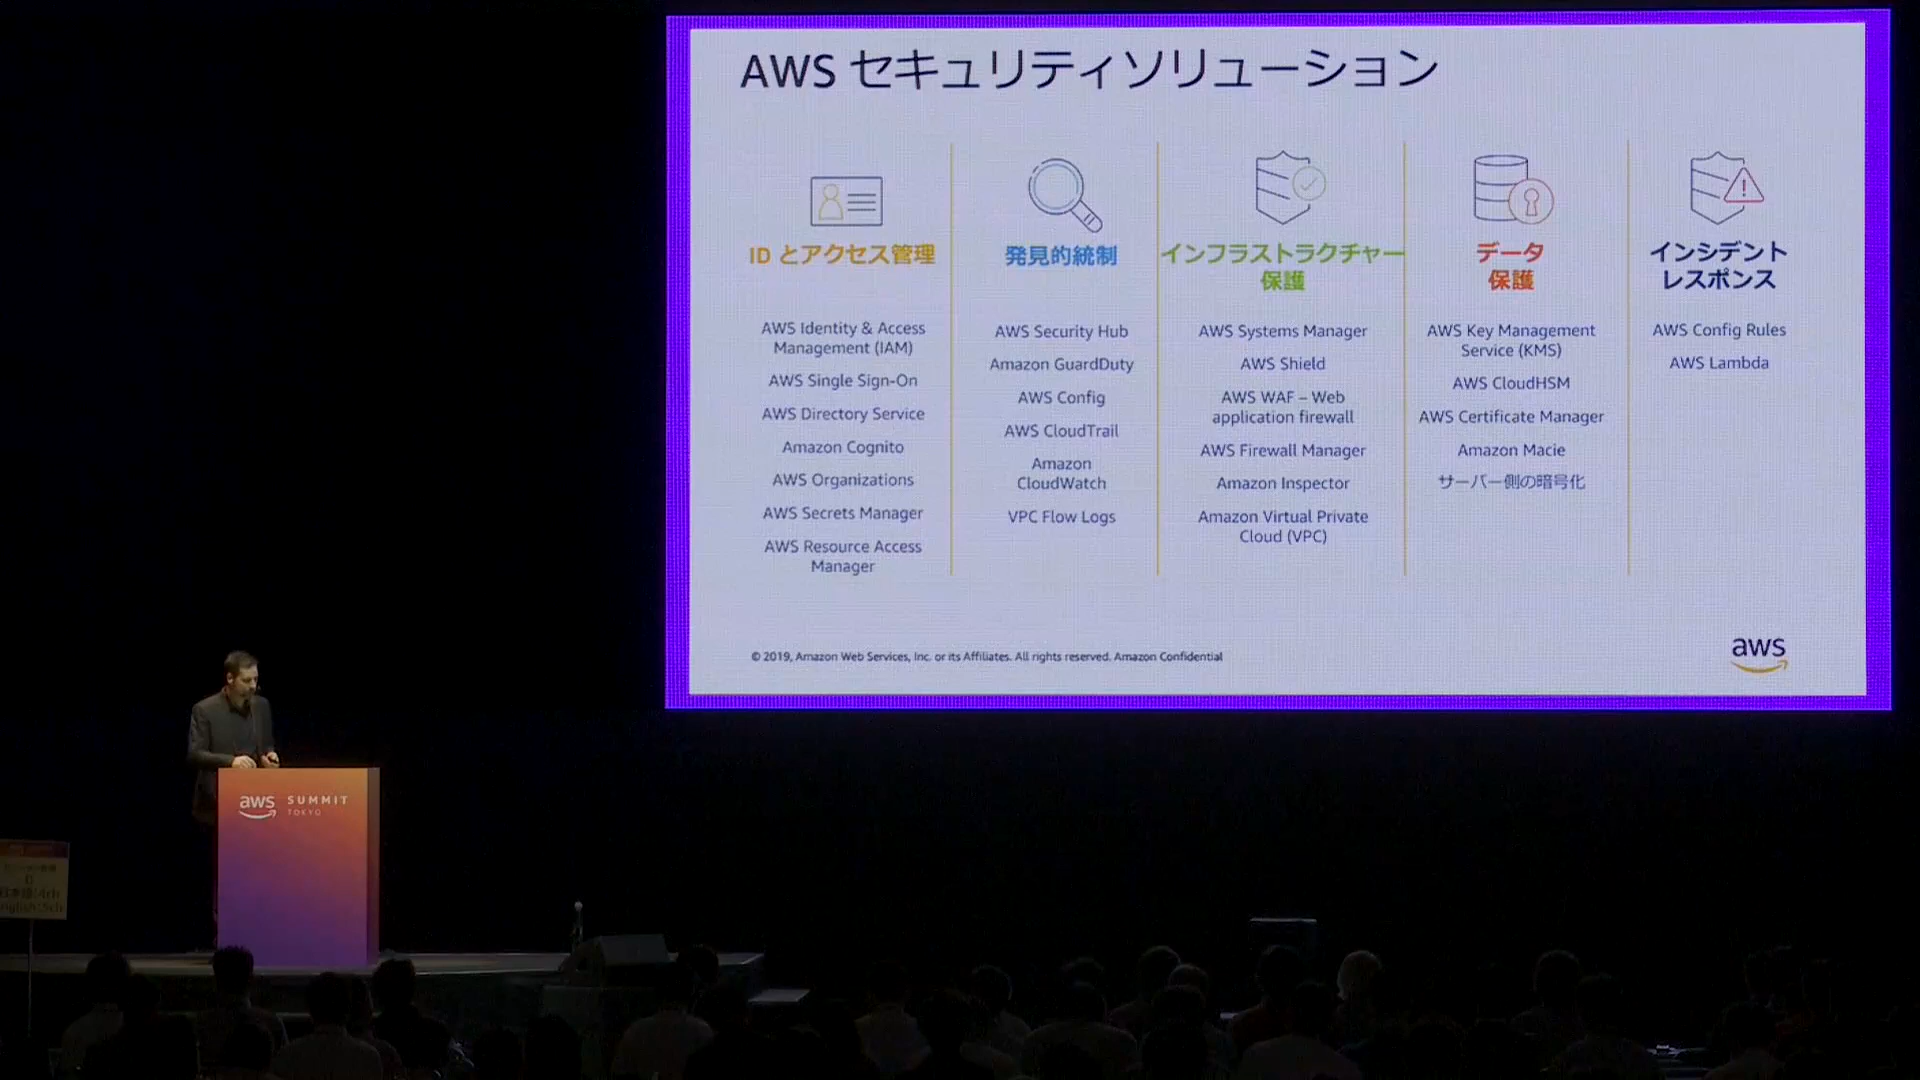 AWS セキュリティソリューション
ID とアクセス管理
AWS Identity & Access
Management (IAM)
AWS Single Sign-On
AWS Directory Service
Amazon Cognito
AWS Organizations
AWS Secrets Manager
AWS Resource Access
Manager
発見的統制
AWS Security Hub
Amazon GuardDuty
AWS Config
AWS CloudTrail
Amazon
CloudWatch
VPC Flow Logs
インフラストラクチャー
保護
AWS Systems Manager
AWS Shield
AWS WAF – Web
application firewall
AWS Firewall Manager
Amazon Inspector
Amazon Virtual Private
Cloud (VPC)
データ
保護
AWS Key Management
Service (KMS)
AWS CloudHSM
AWS Certificate Manager
Amazon Macie
サーバー側の暗号化
インシデント
レスポンス
AWS Config Rules
AWS Lambda
© 2019, Amazon Web Services, Inc. or its Affiliates. All rights reserved. Amazon Confidential
aws
aws SUMMIT
TOKYO